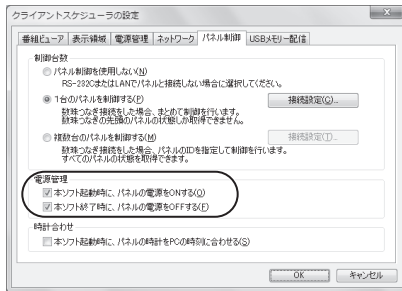 クライアントスケジューラの設定
番組ビューア 表示領域 電源管理 ネットワーク パネル制御 USBメモリー配信
制御台数
パネル制御を使用しない(N)
RS-232CまたはLANでパネルと接続しない場合に選択してください。
1台のパネルを制御する(P) 接続設定(C)...
数珠つなぎ接続をした場合、まとめて制御を行います。
数珠つなぎの先頭のパネルの状態しか取得できません。
複数台のパネルを制御する(M) 接続設定(T)...
数珠つなぎ接続をした場合、パネルのIDを指定して制御を行います。
すべてのパネルの状態を取得できます。
電源管理
本ソフト起動時に、パネルの電源をONする(O)
本ソフト終了時に、パネルの電源をOFFする(F)
時計合わせ
本ソフト起動時に、パネルの時計をPCの時刻に合わせる(S)
OK キャンセル